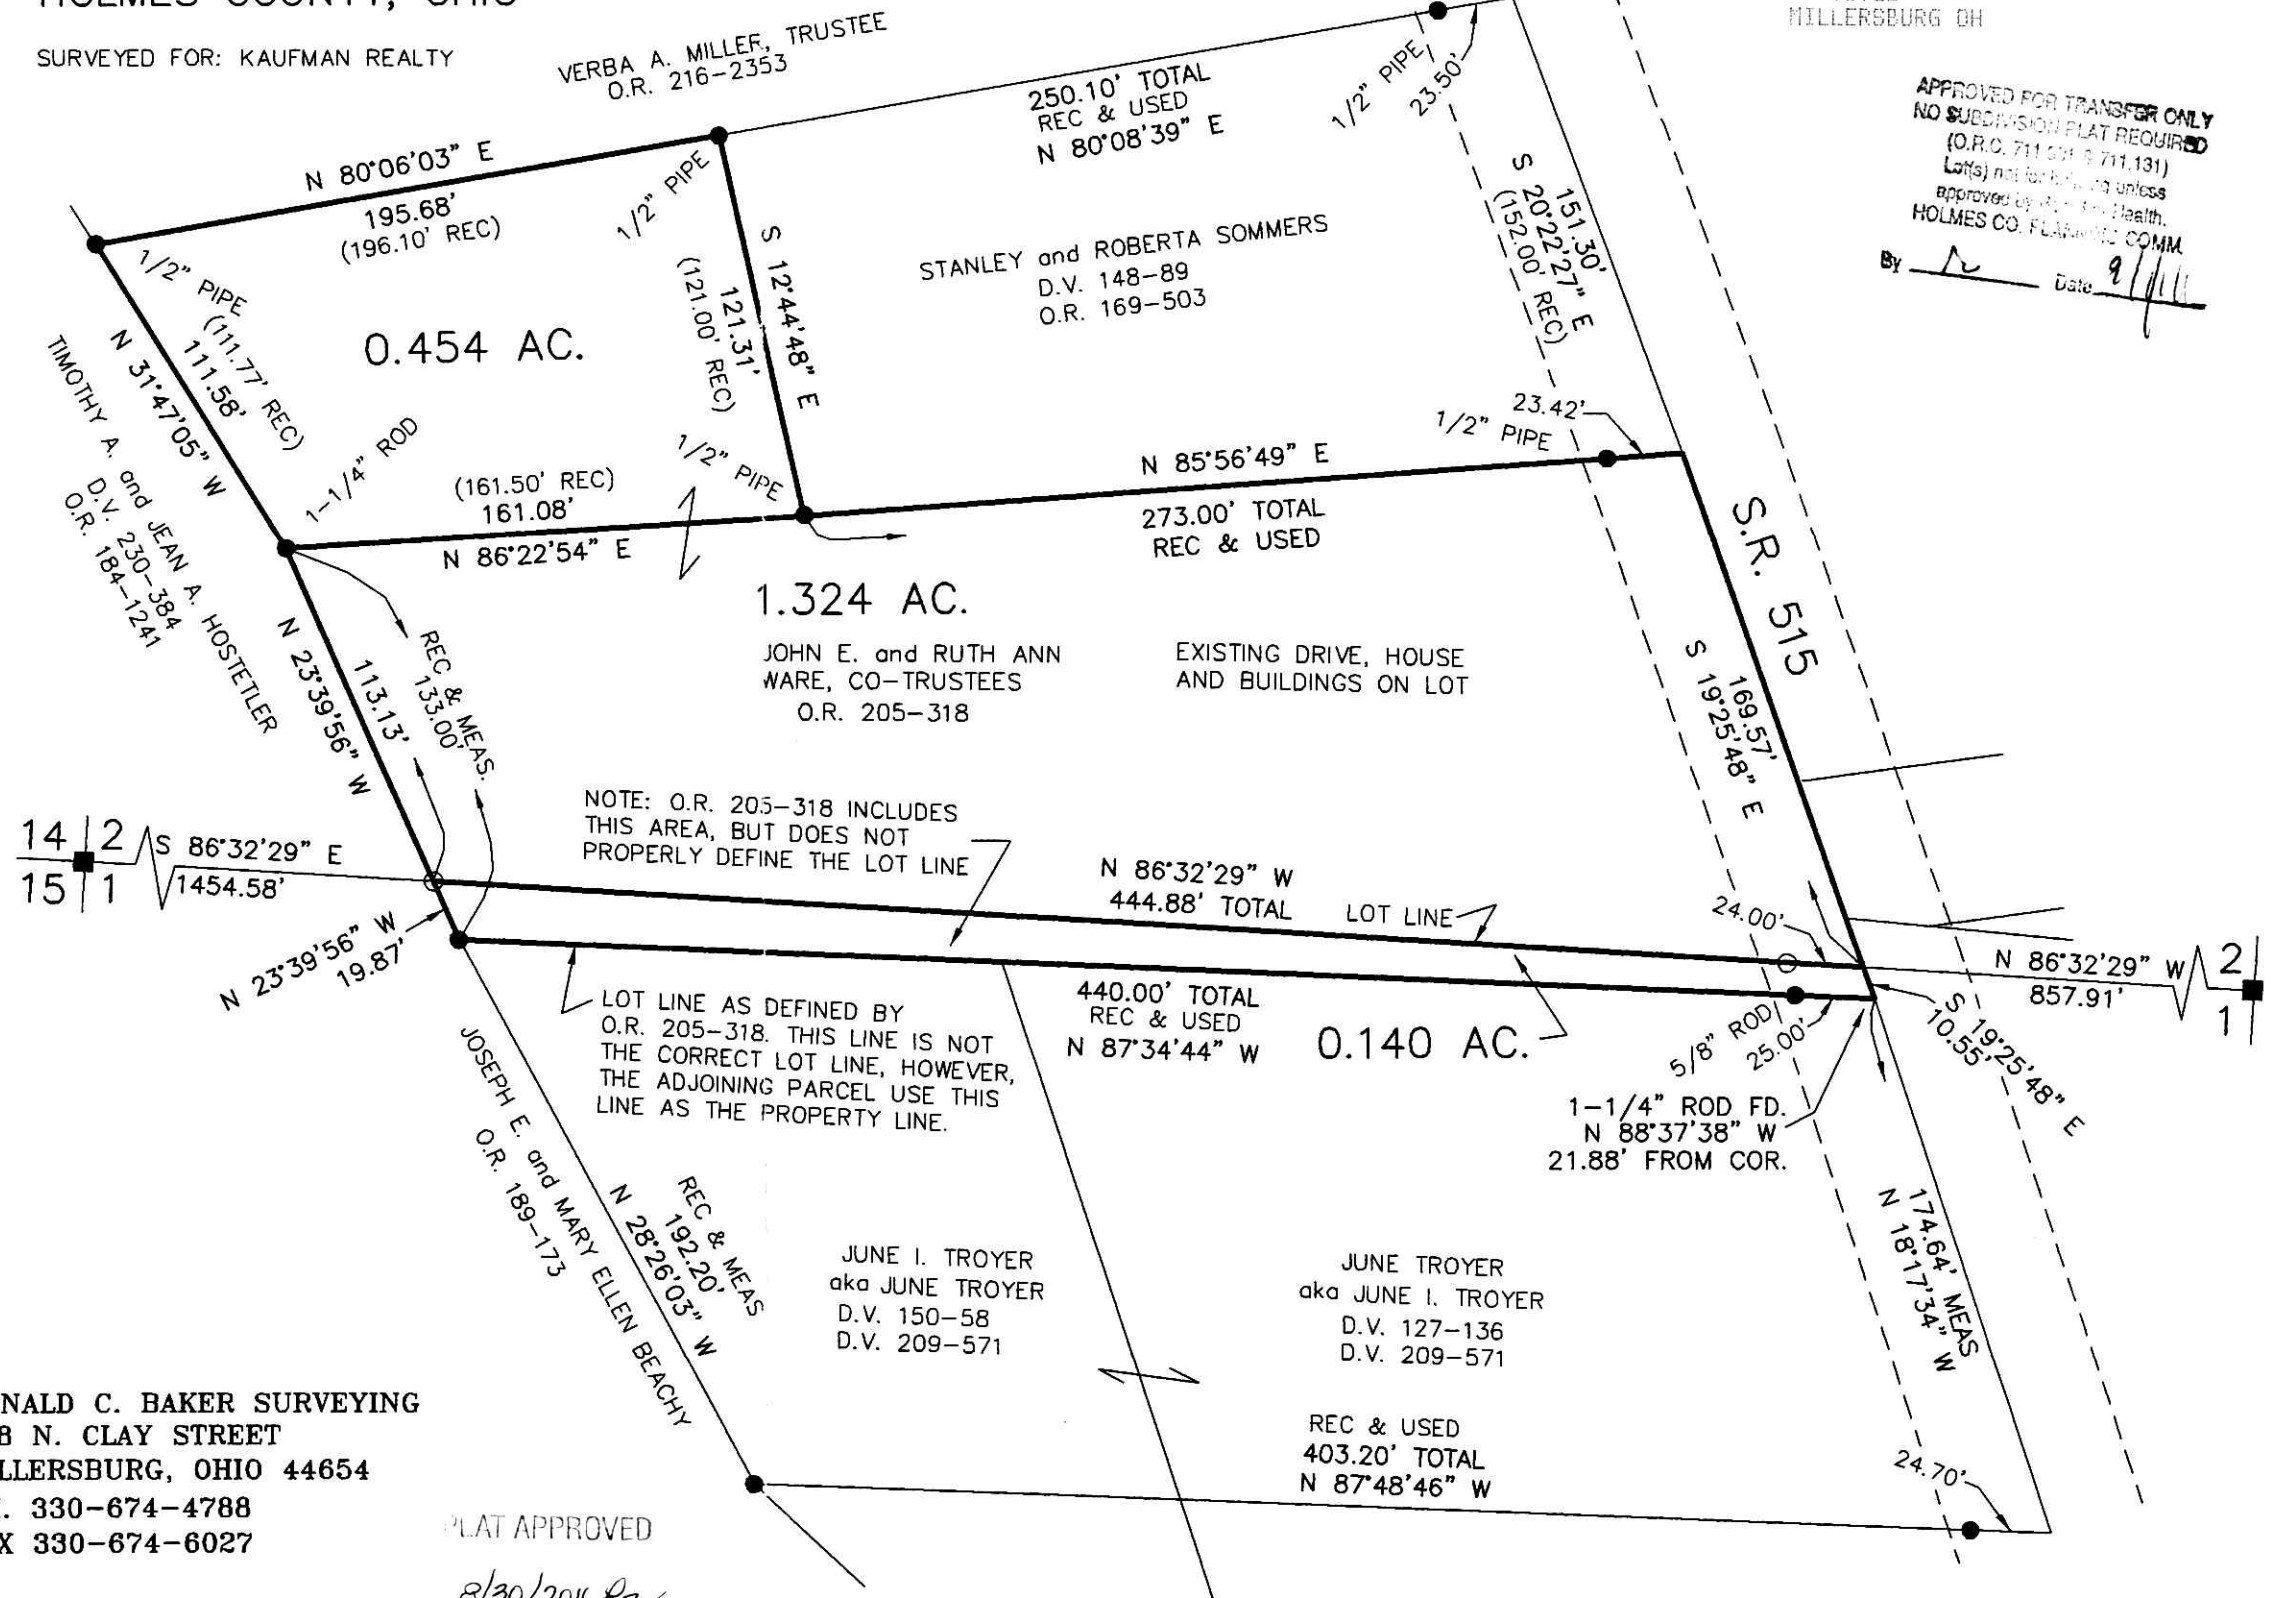 HOLMES COUNTY, OHIO
SURVEYED FOR: KAUFMAN REALTY
VERBA A. MILLER, TRUSTEE
O.R. 216-2353
MILLERSBURG OH
APPROVED FOR TRANSFER ONLY
NO SUBDIVISION PLAT REQUIRED
(O.R.C. 711 & 711.131)
Lot(s) not for unless
approved by Health.
HOLMES CO. PLANNING COMM.
By
Date
250.10' TOTAL
REC & USED
N 80°08'39" E
1/2" PIPE
23.50'
N 80°06'03" E
195.68'
(196.10' REC)
1/2" PIPE
1/2" PIPE
S 12°44'48" E
121.31'
(121.00' REC)
STANLEY and ROBERTA SOMMERS
D.V. 148-89
O.R. 169-503
151.30'
S 20°22'27" E
(152.00' REC)
0.454 AC.
(111.77' REC)
111.58'
N 31°47'05" W
TIMOTHY A. and JEAN A. HOSTETLER
D.V. 230-384
O.R. 184-1241
1-1/4" ROD
(161.50' REC)
161.08'
N 86°22'54" E
1/2" PIPE
N 85°56'49" E
273.00' TOTAL
REC & USED
1/2" PIPE
23.42'
S.R. 515
1.324 AC.
JOHN E. and RUTH ANN
WARE, CO-TRUSTEES
O.R. 205-318
EXISTING DRIVE, HOUSE
AND BUILDINGS ON LOT
169.57'
S 19°25'48" E
REC & MEAS.
133.00'
113.13'
N 23°39'56" W
NOTE: O.R. 205-318 INCLUDES
THIS AREA, BUT DOES NOT
PROPERLY DEFINE THE LOT LINE
14 2
15 1
S 86°32'29" E
1454.58'
N 86°32'29" W
444.88' TOTAL
LOT LINE
24.00'
N 86°32'29" W
857.91'
2
1
N 23°39'56" W
19.87'
LOT LINE AS DEFINED BY
O.R. 205-318. THIS LINE IS NOT
THE CORRECT LOT LINE, HOWEVER,
THE ADJOINING PARCEL USE THIS
LINE AS THE PROPERTY LINE.
440.00' TOTAL
REC & USED
N 87°34'44" W
0.140 AC.
5/8" ROD
25.00'
S 19°25'48" E
10.55'
1-1/4" ROD FD.
N 88°37'38" W
21.88' FROM COR.
JOSEPH E. and MARY ELLEN BEACHY
O.R. 189-173
REC & MEAS
192.20'
N 28°26'03" W
JUNE I. TROYER
aka JUNE TROYER
D.V. 150-58
D.V. 209-571
JUNE TROYER
aka JUNE I. TROYER
D.V. 127-136
D.V. 209-571
174.64' MEAS
N 18°17'34" W
REC & USED
403.20' TOTAL
N 87°48'46" W
24.70'
NALD C. BAKER SURVEYING
8 N. CLAY STREET
LLERSBURG, OHIO 44654
. 330-674-4788
X 330-674-6027
PLAT APPROVED